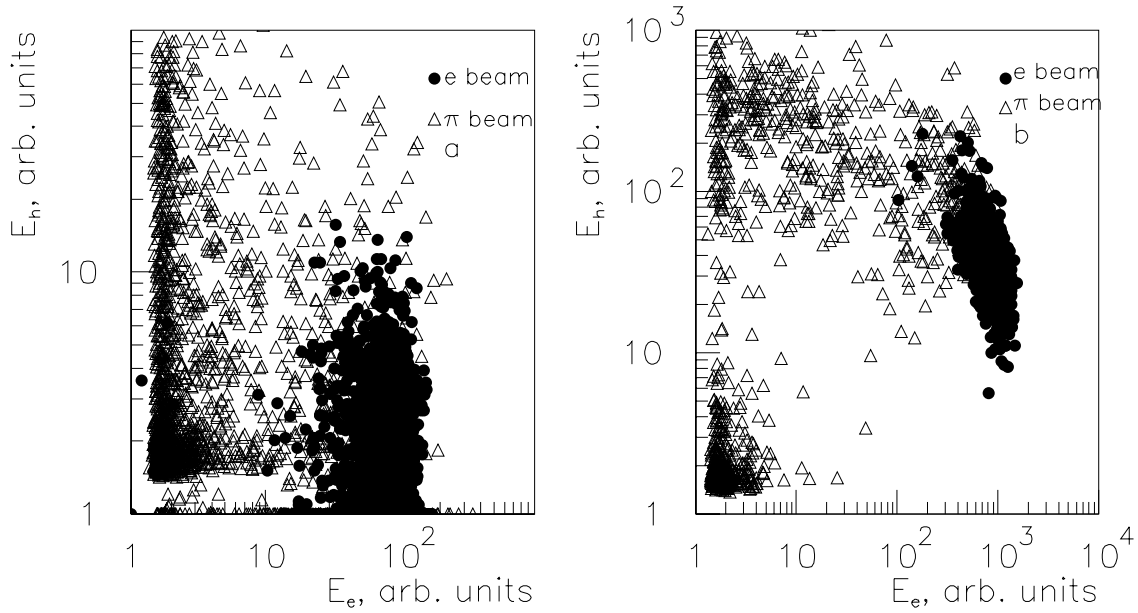 E_h, arb. units
● e beam
△ π beam
a
10
1
1 10 10^2
E_e, arb. units
E_h, arb. units
10^3
● e beam
△ π beam
b
10^2
10
1
1 10 10^2 10^3 10^4
E_e, arb. units